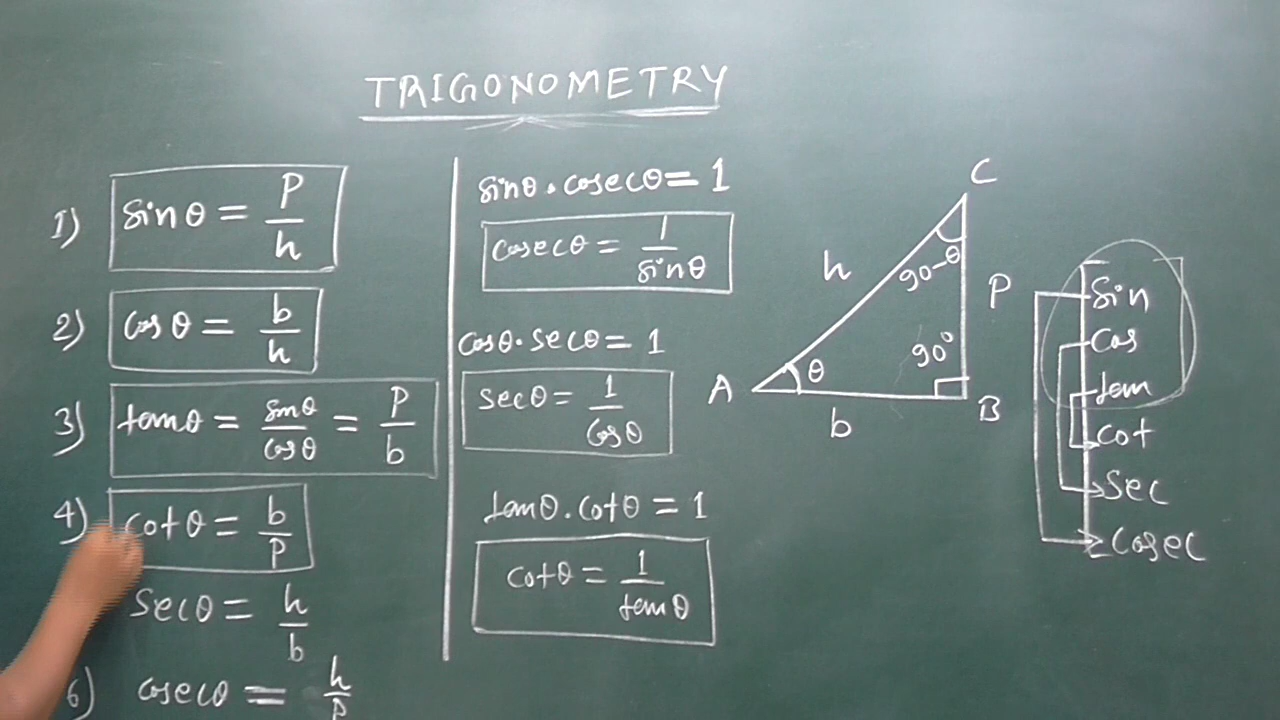 TRIGONOMETRY
1) sinθ = P/h
2) cosθ = b/h
3) tanθ = sinθ/cosθ = P/b
4) cotθ = b/P
secθ = h/b
6) cosecθ = h/P
sinθ . cosecθ = 1
cosecθ = 1/sinθ
cosθ . secθ = 1
secθ = 1/cosθ
tanθ . cotθ = 1
cotθ = 1/tanθ
C
h
90-θ
P
90°
A
θ
B
b
Sin
Cos
tan
cot
Sec
Cosec